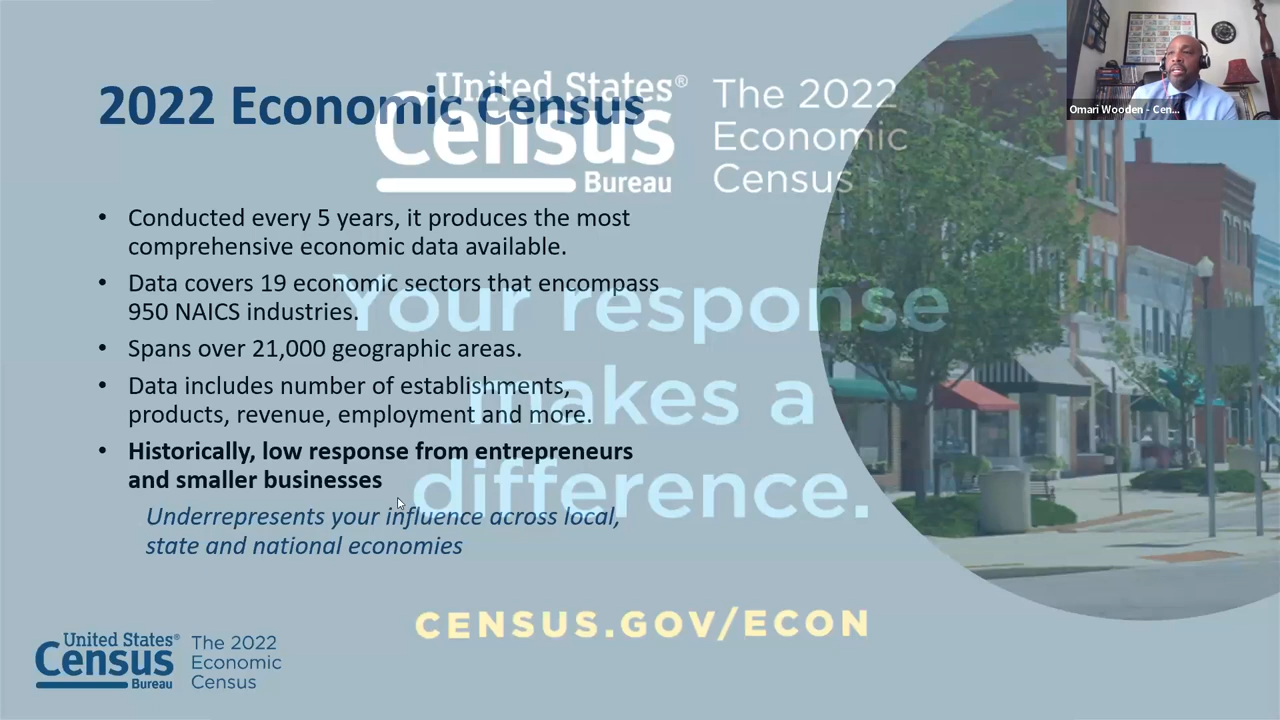 2022 Economic Census
United States®
Census
Bureau
The 2022
Economic
Census
• Conducted every 5 years, it produces the most
comprehensive economic data available.
• Data covers 19 economic sectors that encompass
950 NAICS industries.
• Spans over 21,000 geographic areas.
• Data includes number of establishments,
products, revenue, employment and more.
• Historically, low response from entrepreneurs
and smaller businesses
Underrepresents your influence across local,
state and national economies
Your response
makes a
difference.
CENSUS.GOV/ECON
United States®
Census
Bureau
The 2022
Economic
Census
Omari Wooden - Cen...